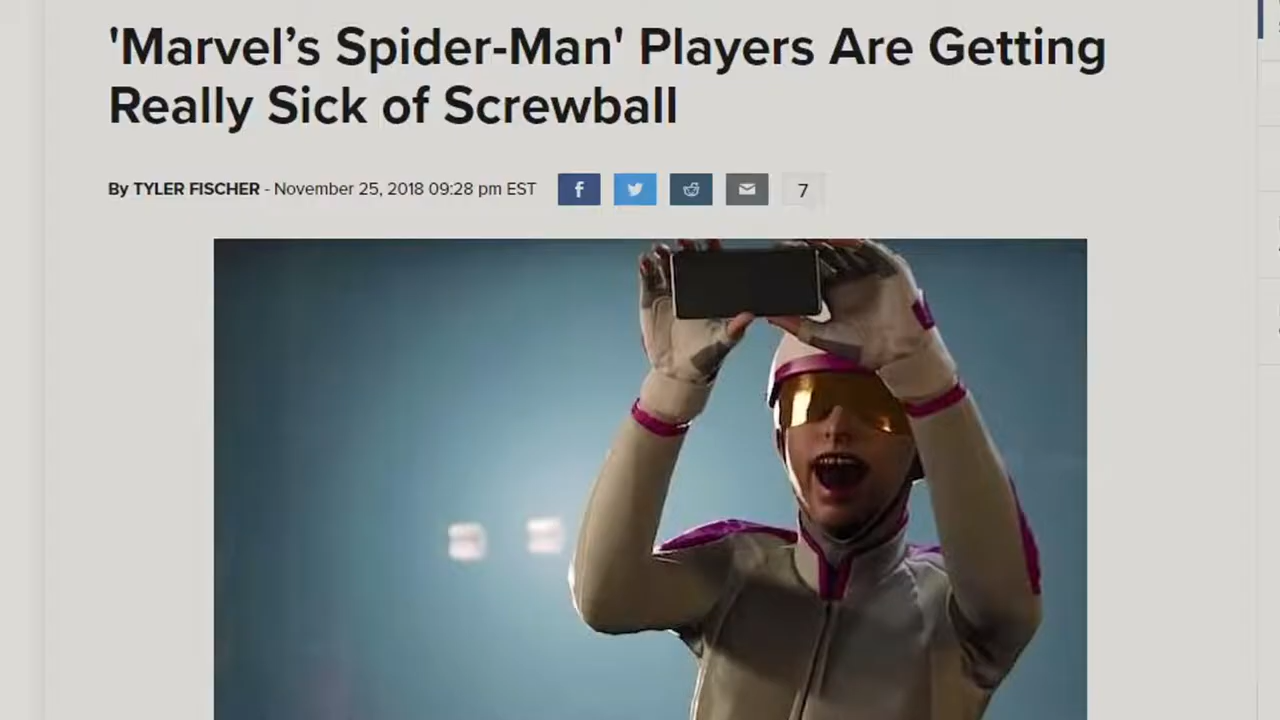 'Marvel’s Spider-Man' Players Are Getting
Really Sick of Screwball
By TYLER FISCHER - November 25, 2018 09:28 pm EST
7